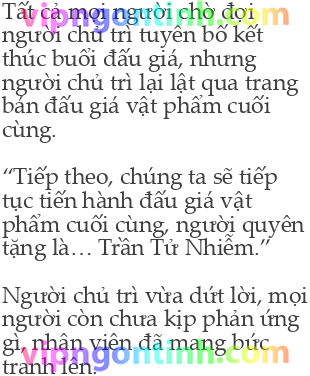 Tất cả mọi người chờ đợi
người chủ trì tuyên bố kết
thúc buổi đấu giá, nhưng
người chủ trì lại lật qua trang
bán đấu giá vật phẩm cuối
cùng.
“Tiếp theo, chúng ta sẽ tiếp
tục tiến hành đấu giá vật
phẩm cuối cùng, người quyên
tặng là… Trần Tử Nhiễm.”
Người chủ trì vừa dứt lời, mọi
người còn chưa kịp phản ứng
gì, nhân viên đã mang bức
tranh lên.
vipngontinh.com
vipngontinh.com